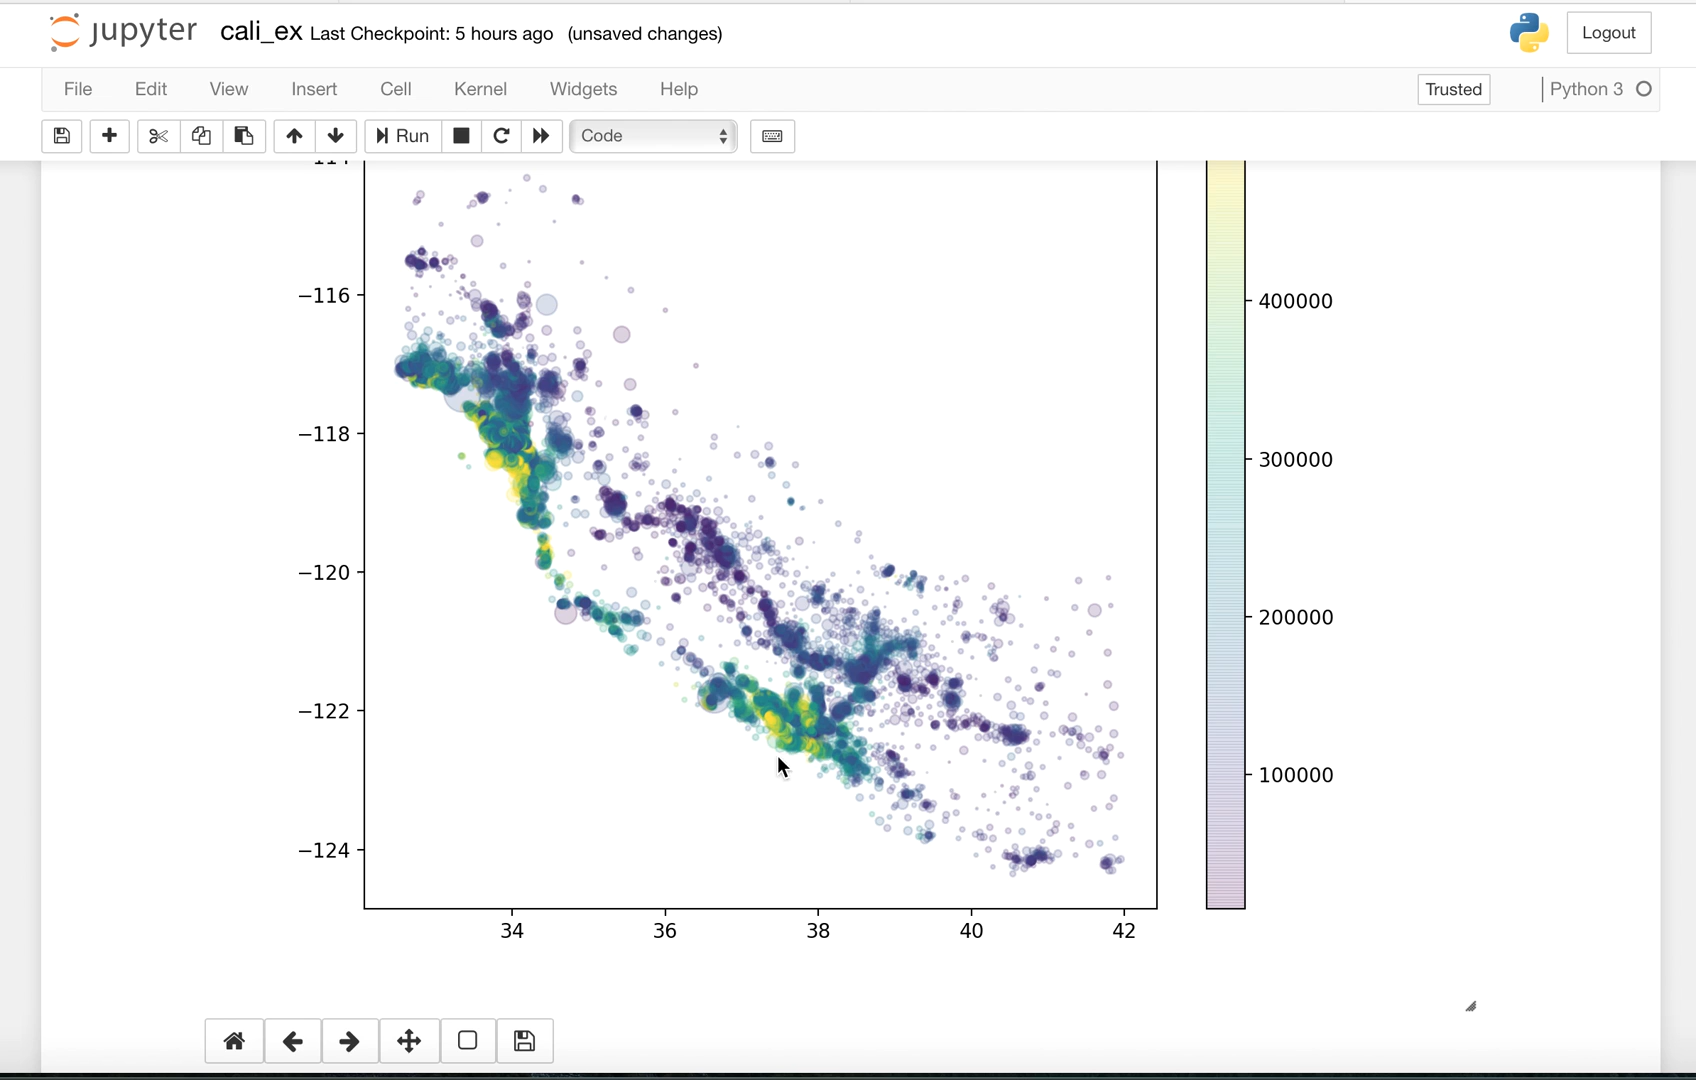 jupyter cali_ex Last Checkpoint: 5 hours ago (unsaved changes) Logout
File Edit View Insert Cell Kernel Widgets Help Trusted Python 3
Run Code
−116
−118
−120
−122
−124
34 36 38 40 42
400000
300000
200000
100000